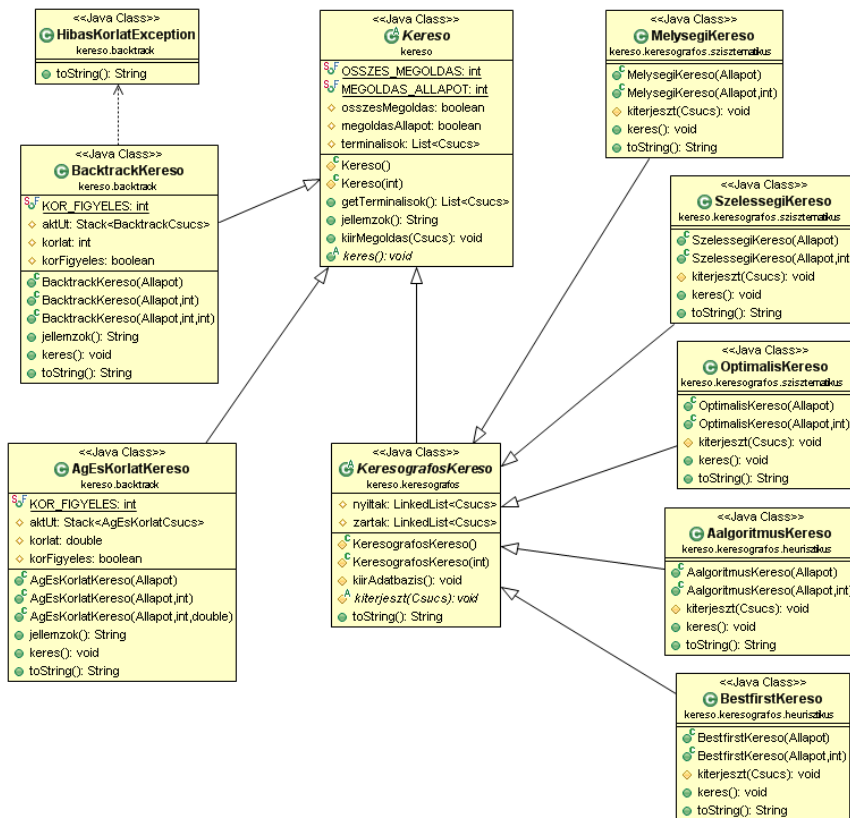 <<Java Class>>
HibasKorlatException
kereso.backtrack
toString(): String
<<Java Class>>
BacktrackKereso
kereso.backtrack
KOR_FIGYELES: int
aktUt: Stack<BacktrackCsucs>
korlat: int
korFigyeles: boolean
BacktrackKereso(Allapot)
BacktrackKereso(Allapot,int)
BacktrackKereso(Allapot,int,int)
jellemzok(): String
keres(): void
toString(): String
<<Java Class>>
AgEsKorlatKereso
kereso.backtrack
KOR_FIGYELES: int
aktUt: Stack<AgEsKorlatCsucs>
korlat: double
korFigyeles: boolean
AgEsKorlatKereso(Allapot)
AgEsKorlatKereso(Allapot,int)
AgEsKorlatKereso(Allapot,int,double)
jellemzok(): String
keres(): void
toString(): String
<<Java Class>>
Kereso
kereso
OSSZES_MEGOLDAS: int
MEGOLDAS_ALLAPOT: int
osszesMegoldas: boolean
megoldasAllapot: boolean
terminalisok: List<Csucs>
Kereso()
Kereso(int)
getTerminalisok(): List<Csucs>
jellemzok(): String
kiirMegoldas(Csucs): void
keres(): void
<<Java Class>>
KeresografosKereso
kereso.keresografos
nyiltak: LinkedList<Csucs>
zartak: LinkedList<Csucs>
KeresografosKereso()
KeresografosKereso(int)
kiirAdatbazis(): void
kiterjeszt(Csucs): void
toString(): String
<<Java Class>>
MelysegiKereso
kereso.keresografos.szisztematikus
MelysegiKereso(Allapot)
MelysegiKereso(Allapot,int)
kiterjeszt(Csucs): void
keres(): void
toString(): String
<<Java Class>>
SzelessegiKereso
kereso.keresografos.szisztematikus
SzelessegiKereso(Allapot)
SzelessegiKereso(Allapot,int)
kiterjeszt(Csucs): void
keres(): void
toString(): String
<<Java Class>>
OptimalisKereso
kereso.keresografos.szisztematikus
OptimalisKereso(Allapot)
OptimalisKereso(Allapot,int)
kiterjeszt(Csucs): void
keres(): void
toString(): String
<<Java Class>>
AalgoritmusKereso
kereso.keresografos.heurisztikus
AalgoritmusKereso(Allapot)
AalgoritmusKereso(Allapot,int)
kiterjeszt(Csucs): void
keres(): void
toString(): String
<<Java Class>>
BestfirstKereso
kereso.keresografos.heurisztikus
BestfirstKereso(Allapot)
BestfirstKereso(Allapot,int)
kiterjeszt(Csucs): void
keres(): void
toString(): String